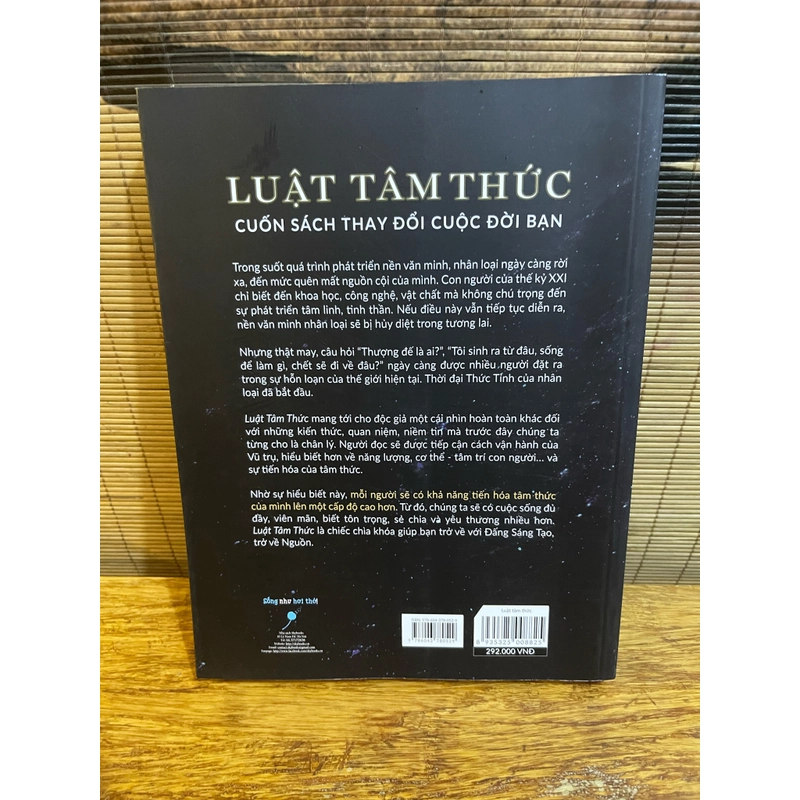 LUẬT TÂM THỨC
CUỐN SÁCH THAY ĐỔI CUỘC ĐỜI BẠN
Trong suốt quá trình phát triển nền văn minh, nhân loại ngày càng rời
xa, đến mức quên mất nguồn cội của mình. Con người của thế kỷ XXI
chỉ biết đến khoa học, công nghệ, vật chất mà không chú trọng đến
sự phát triển tâm linh, tinh thần. Nếu điều này vẫn tiếp tục diễn ra,
nền văn minh nhân loại sẽ bị hủy diệt trong tương lai.
Nhưng thật may, câu hỏi "Thượng đế là ai?", "Tôi sinh ra từ đâu, sống
để làm gì, chết sẽ đi về đâu?" ngày càng được nhiều người đặt ra
trong sự hỗn loạn của thế giới hiện tại. Thời đại Thức Tỉnh của nhân
loại đã bắt đầu.
Luật Tâm Thức mang tới cho độc giả một cái nhìn hoàn toàn khác đối
với những kiến thức, quan niệm, niềm tin mà trước đây chúng ta
từng cho là chân lý. Người đọc sẽ được tiếp cận cách vận hành của
Vũ trụ, hiểu biết hơn về năng lượng, cơ thể - tâm trí con người... và
sự tiến hóa của tâm thức.
Nhờ sự hiểu biết này, mỗi người sẽ có khả năng tiến hóa tâm thức
của mình lên một cấp độ cao hơn. Từ đó, chúng ta sẽ có cuộc sống đủ
đầy, viên mãn, biết tôn trọng, sẻ chia và yêu thương nhiều hơn.
Luật Tâm Thức là chiếc chìa khóa giúp bạn trở về với Đấng Sáng Tạo,
trở về Nguồn.
Sống như hơi thở
Luật tâm thức
8 935325 009825
292.000 VNĐ